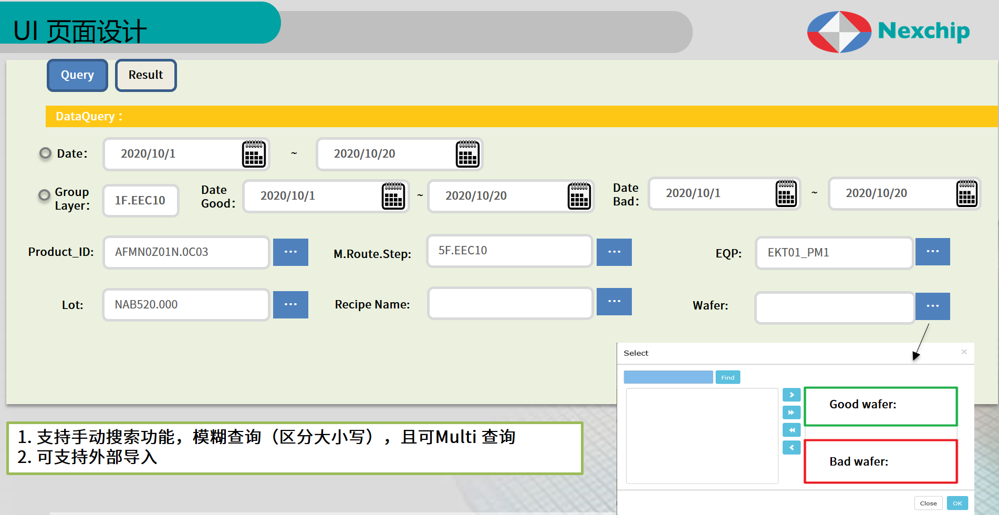 UI 页面设计
Nexchip
Query
Result
DataQuery：
Date：
2020/10/1
~
2020/10/20
Group
Layer：
1F.EEC10
Date
Good：
2020/10/1
~
2020/10/20
Date
Bad：
2020/10/1
~
2020/10/20
Product_ID:
AFMN0Z01N.0C03
...
M.Route.Step:
5F.EEC10
...
EQP:
EKT01_PM1
...
Lot:
NAB520.000
...
Recipe Name:
...
Wafer:
...
Select
×
Find
Good wafer:
Bad wafer:
Close
OK
1. 支持手动搜索功能，模糊查询（区分大小写），且可Multi 查询
2. 可支持外部导入